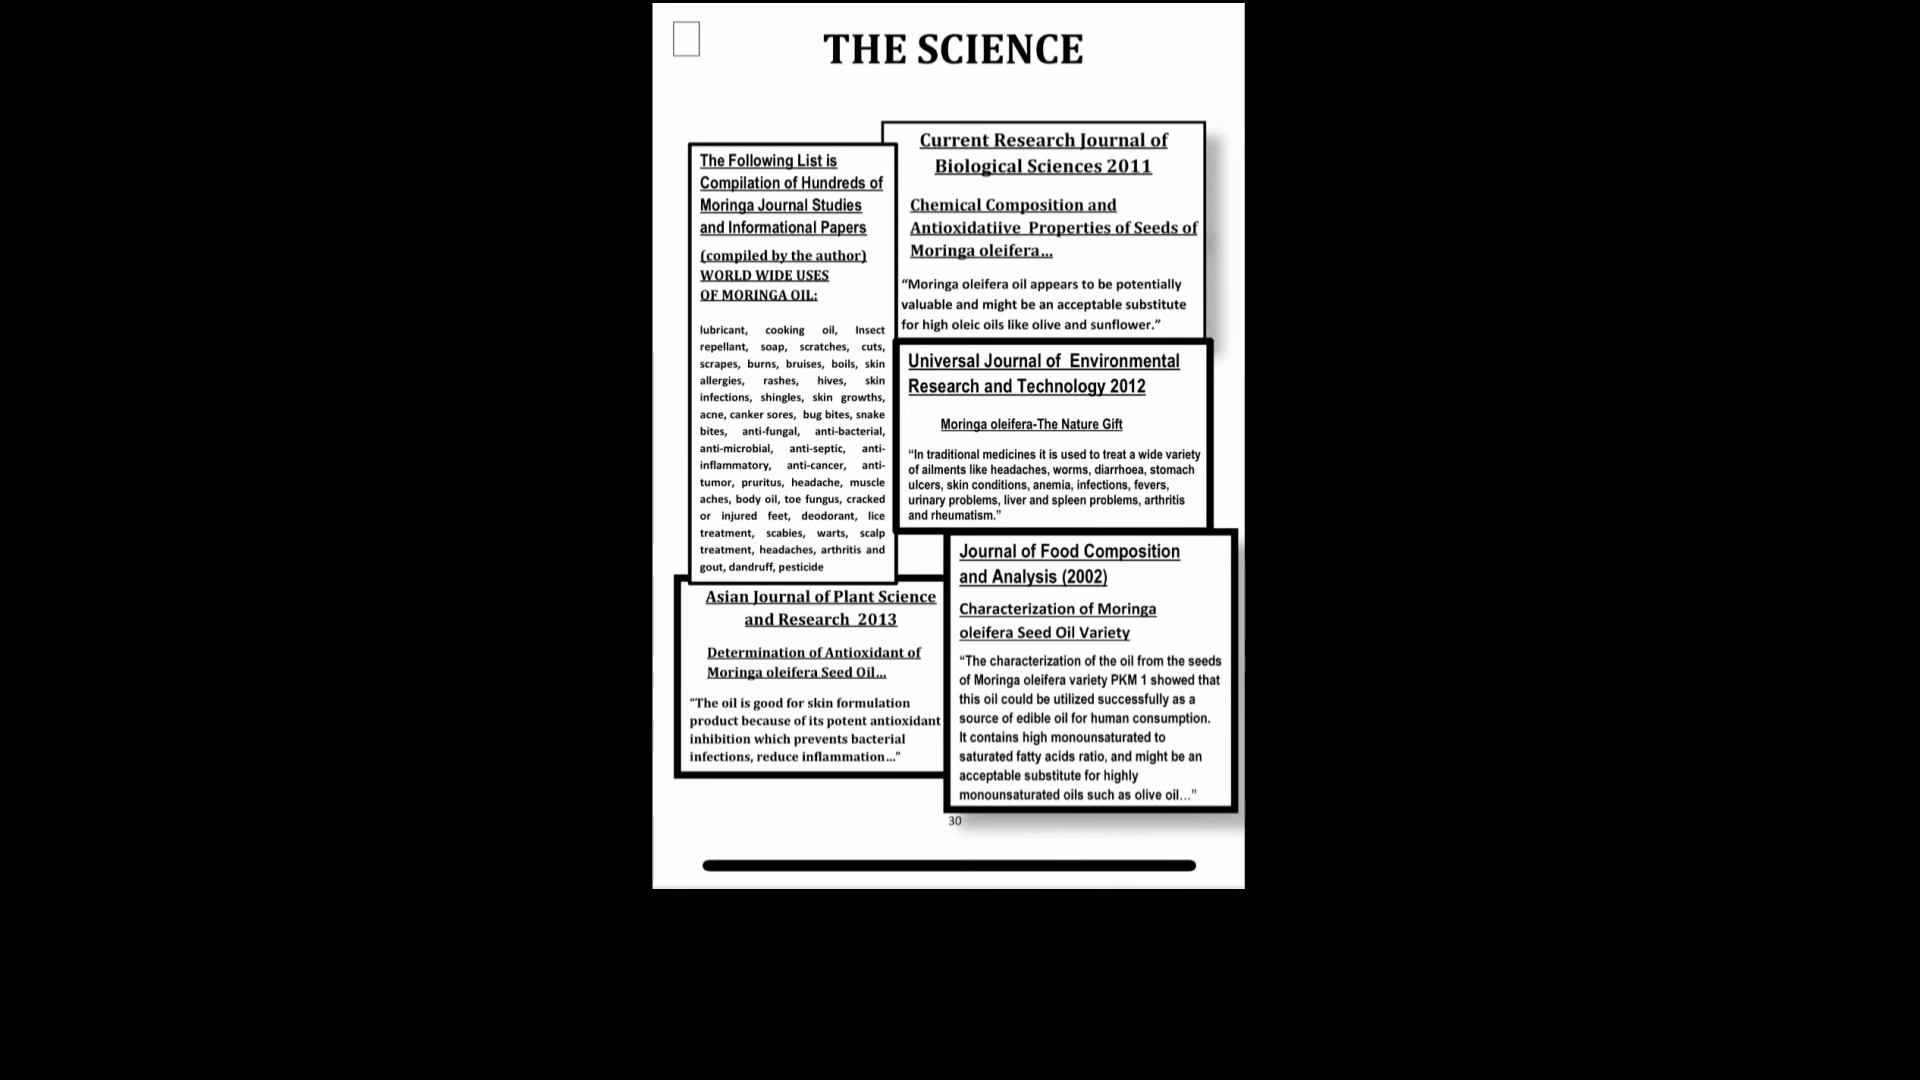 THE SCIENCE
The Following List is
Compilation of Hundreds of
Moringa Journal Studies
and Informational Papers
(compiled by the author)
WORLD WIDE USES
OF MORINGA OIL:
lubricant, cooking oil, Insect
repellant, soap, scratches, cuts,
scrapes, burns, bruises, boils, skin
allergies, rashes, hives, skin
infections, shingles, skin growths,
acne, canker sores, bug bites, snake
bites, anti-fungal, anti-bacterial,
anti-microbial, anti-septic, anti-
inflammatory, anti-cancer, anti-
tumor, pruritus, headache, muscle
aches, body oil, toe fungus, cracked
or injured feet, deodorant, lice
treatment, scabies, warts, scalp
treatment, headaches, arthritis and
gout, dandruff, pesticide
Current Research Journal of
Biological Sciences 2011
Chemical Composition and
Antioxidatiive Properties of Seeds of
Moringa oleifera...
“Moringa oleifera oil appears to be potentially
valuable and might be an acceptable substitute
for high oleic oils like olive and sunflower.”
Universal Journal of Environmental
Research and Technology 2012
Moringa oleifera-The Nature Gift
“In traditional medicines it is used to treat a wide variety
of ailments like headaches, worms, diarrhoea, stomach
ulcers, skin conditions, anemia, infections, fevers,
urinary problems, liver and spleen problems, arthritis
and rheumatism.”
Asian Journal of Plant Science
and Research 2013
Determination of Antioxidant of
Moringa oleifera Seed Oil...
“The oil is good for skin formulation
product because of its potent antioxidant
inhibition which prevents bacterial
infections, reduce inflammation...”
Journal of Food Composition
and Analysis (2002)
Characterization of Moringa
oleifera Seed Oil Variety
“The characterization of the oil from the seeds
of Moringa oleifera variety PKM 1 showed that
this oil could be utilized successfully as a
source of edible oil for human consumption.
It contains high monounsaturated to
saturated fatty acids ratio, and might be an
acceptable substitute for highly
monounsaturated oils such as olive oil...”
30